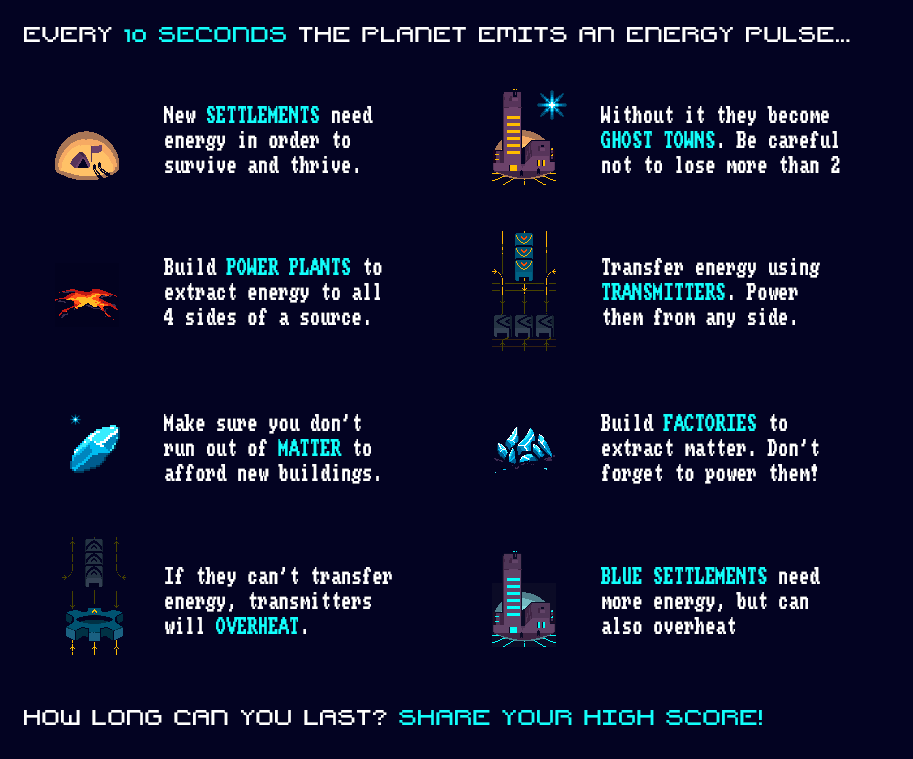 EVERY 10 SECONDS THE PLANET EMITS AN ENERGY PULSE...
New SETTLEMENTS need
energy in order to
survive and thrive.
Without it they become
GHOST TOWNS. Be careful
not to lose more than 2
Build POWER PLANTS to
extract energy to all
4 sides of a source.
Transfer energy using
TRANSMITTERS. Power
them from any side.
Make sure you don't
run out of MATTER to
afford new buildings.
Build FACTORIES to
extract matter. Don't
forget to power them!
If they can't transfer
energy, transmitters
will OVERHEAT.
BLUE SETTLEMENTS need
more energy, but can
also overheat
HOW LONG CAN YOU LAST? SHARE YOUR HIGH SCORE!